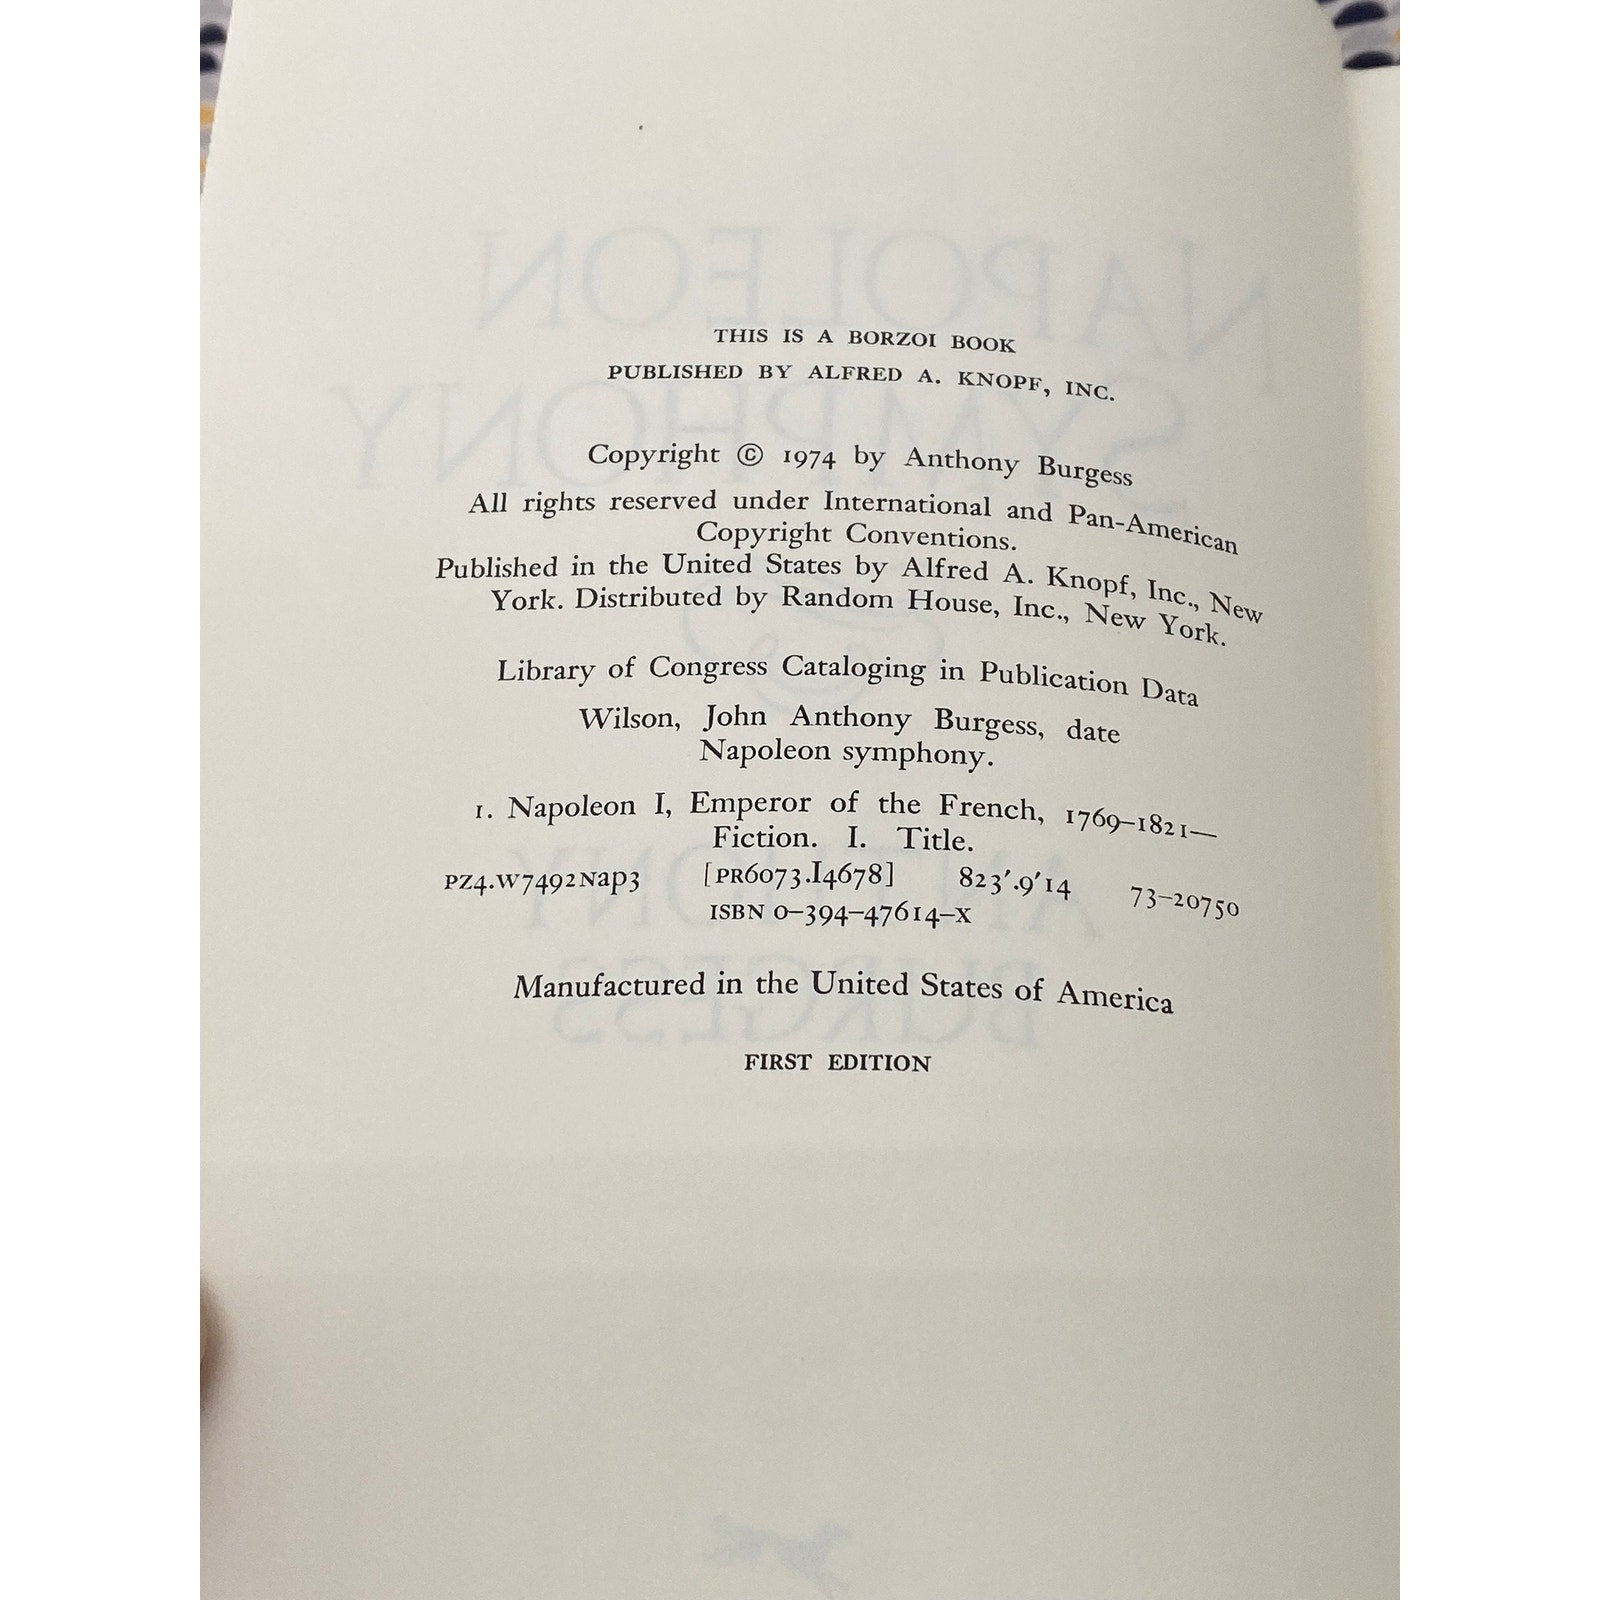 THIS IS A BORZOI BOOK
PUBLISHED BY ALFRED A. KNOPF, INC.
Copyright © 1974 by Anthony Burgess
All rights reserved under International and Pan-American
Copyright Conventions.
Published in the United States by Alfred A. Knopf, Inc., New
York. Distributed by Random House, Inc., New York.
Library of Congress Cataloging in Publication Data
Wilson, John Anthony Burgess, date
Napoleon symphony.
1. Napoleon I, Emperor of the French, 1769–1821—
Fiction. I. Title.
PZ4.W7492Nap3 [PR6073.I4678] 823'.9'14 73–20750
ISBN 0–394–47614–X
Manufactured in the United States of America
FIRST EDITION
NAPOLEON
SYMPHONY
ANTHONY
BURGESS